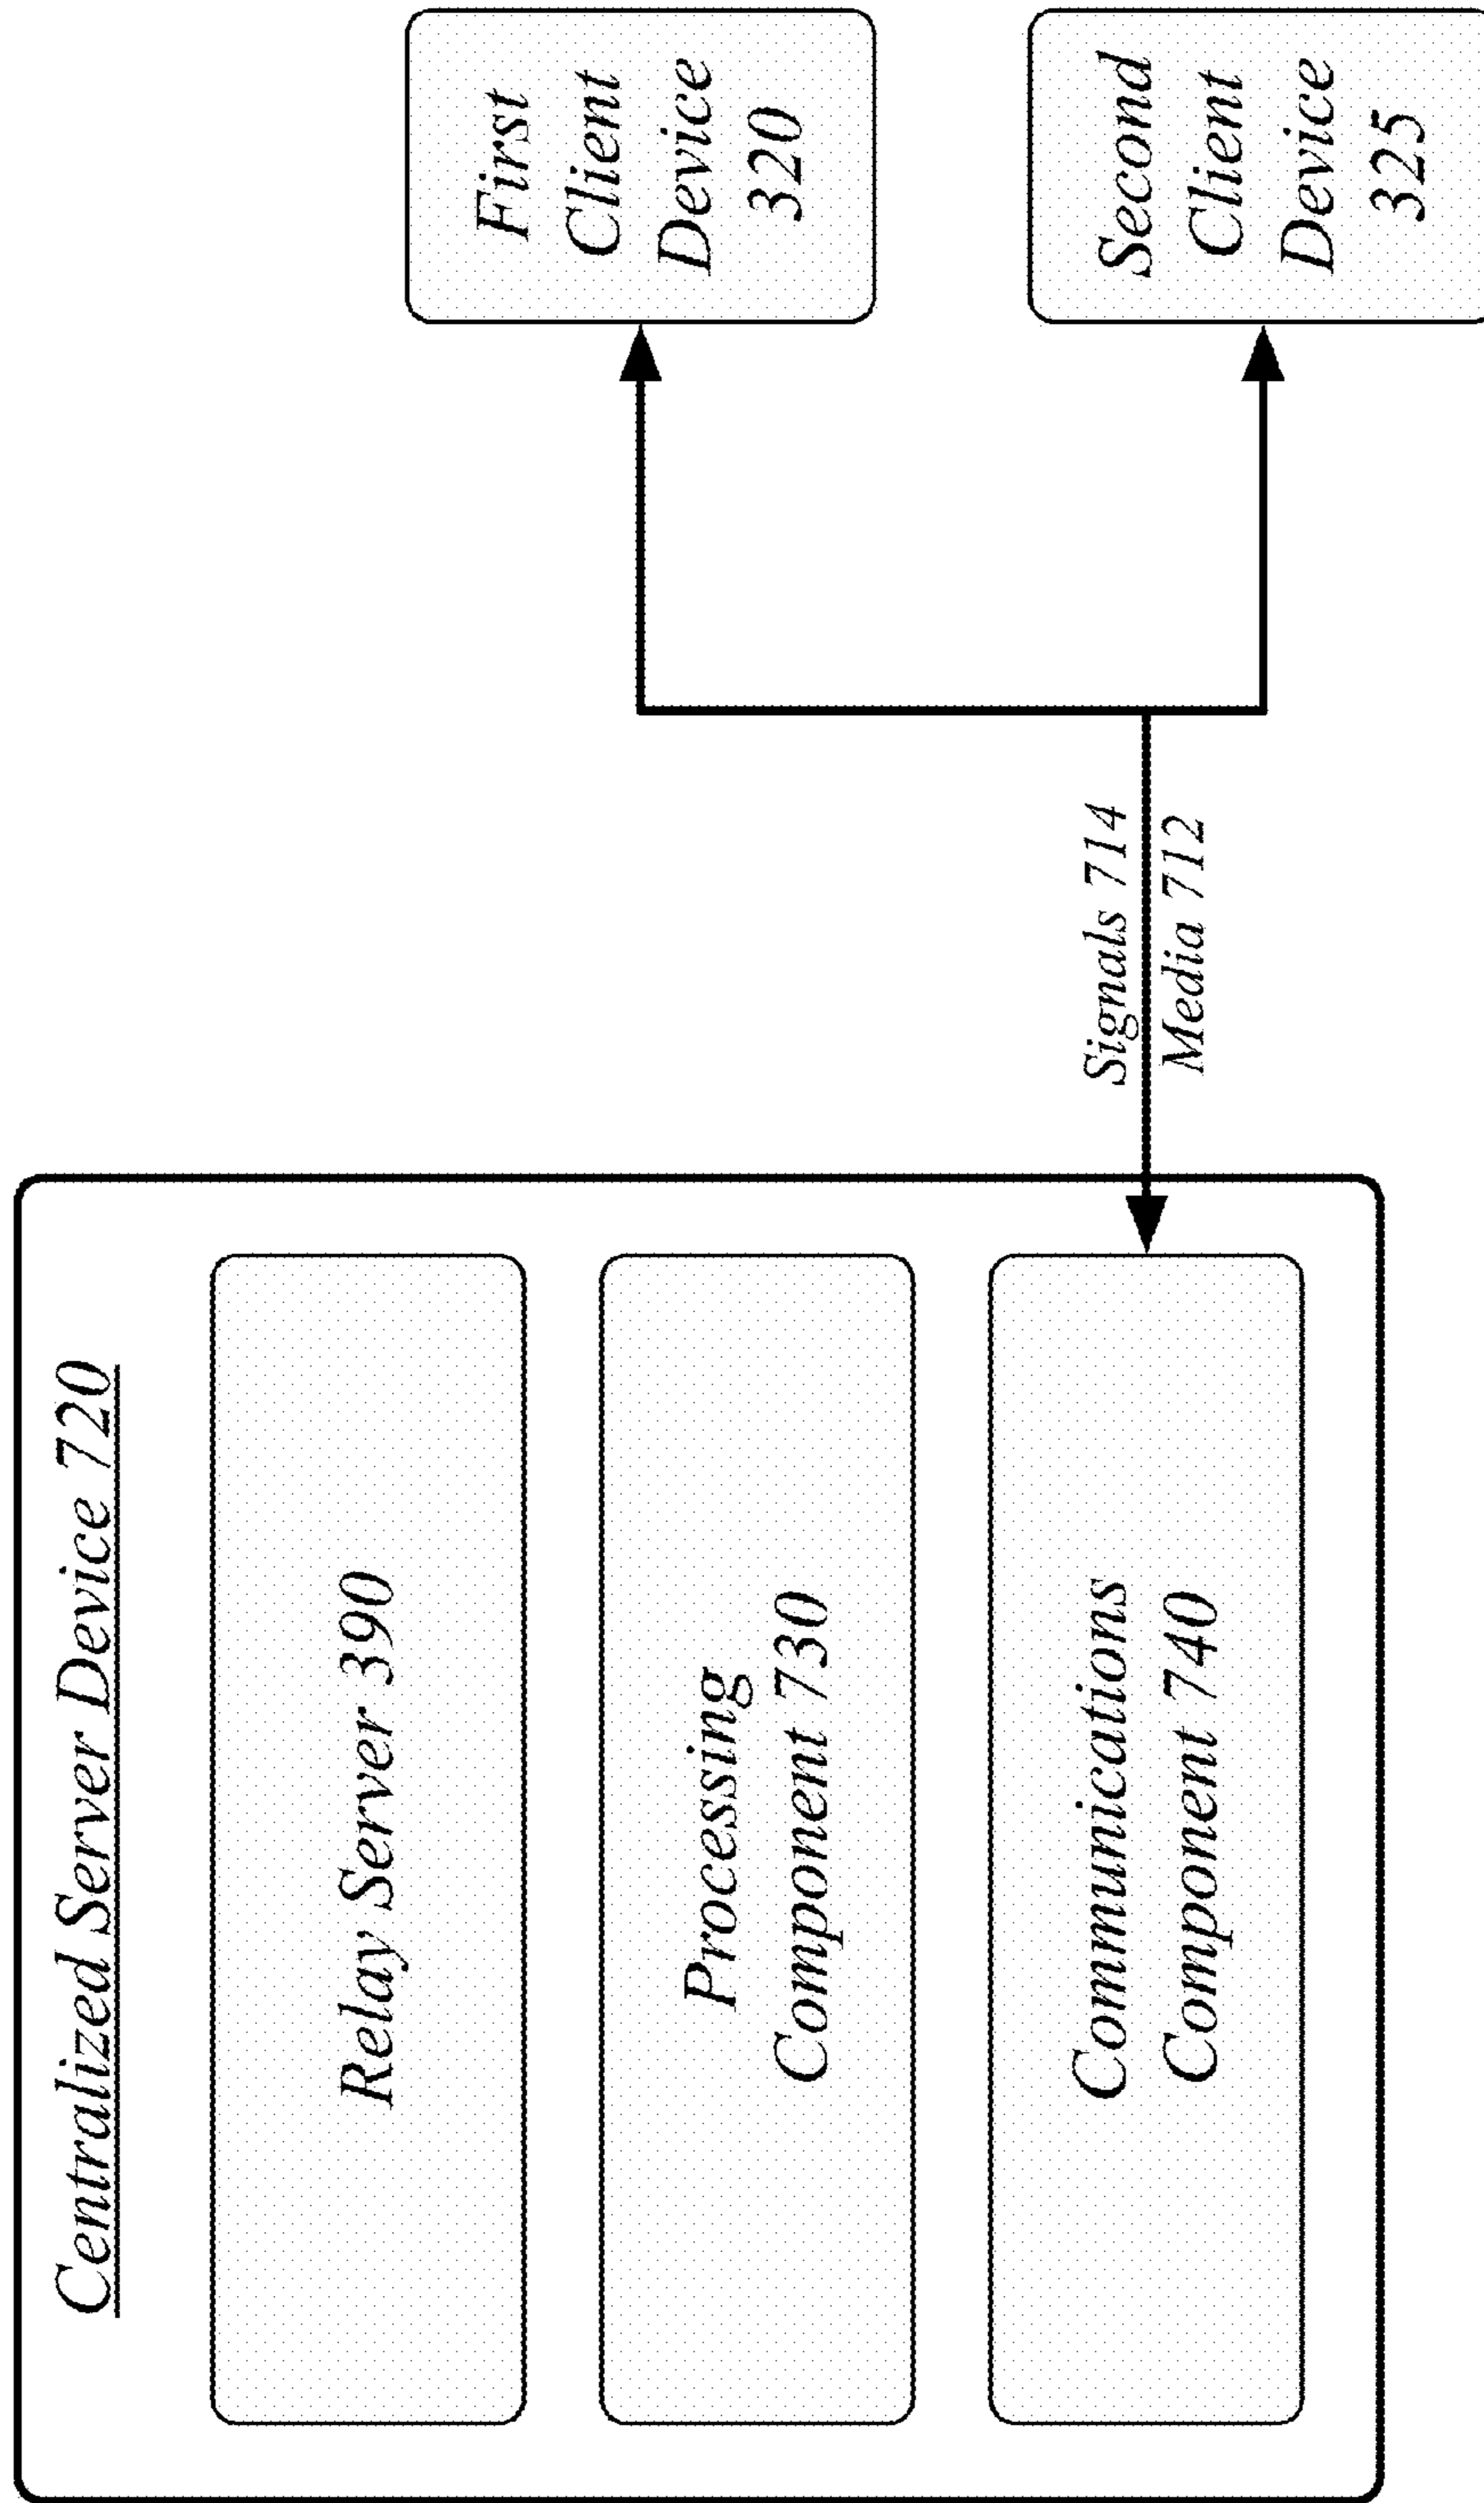 Centralized Server Device 720
Relay Server 390
Processing
Component 730
Communications
Component 740
Signals 714
Media 712
First
Client
Device
320
Second
Client
Device
325